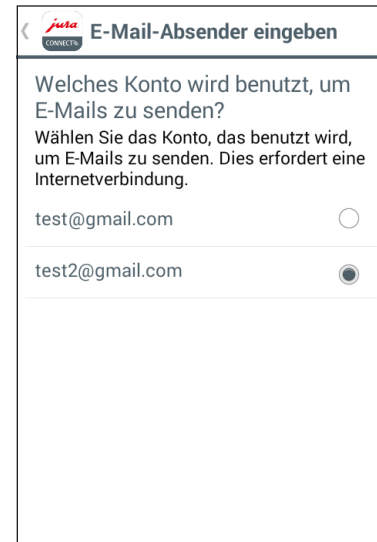 jura
CONNECT
E-Mail-Absender eingeben
Welches Konto wird benutzt, um
E-Mails zu senden?
Wählen Sie das Konto, das benutzt wird,
um E-Mails zu senden. Dies erfordert eine
Internetverbindung.
test@gmail.com
test2@gmail.com